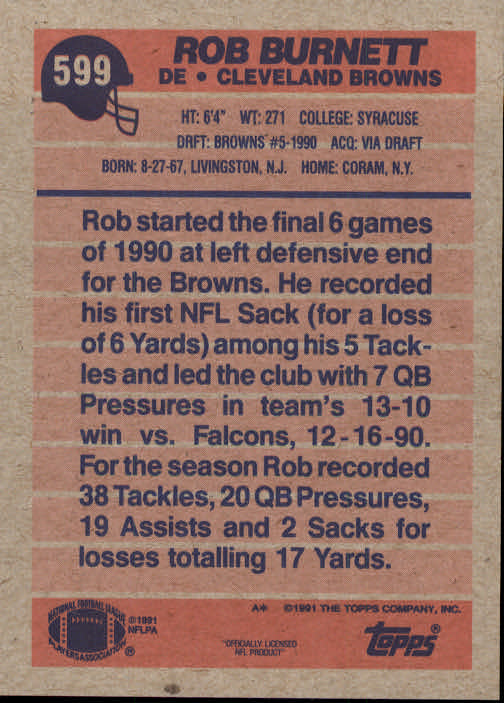 599
ROB BURNETT
DE • CLEVELAND BROWNS
HT: 6'4" WT: 271 COLLEGE: SYRACUSE
DRFT: BROWNS #5-1990 ACQ: VIA DRAFT
BORN: 8-27-67, LIVINGSTON, N.J. HOME: CORAM, N.Y.
Rob started the final 6 games
of 1990 at left defensive end
for the Browns. He recorded
his first NFL Sack (for a loss
of 6 Yards) among his 5 Tack-
les and led the club with 7 QB
Pressures in team's 13-10
win vs. Falcons, 12-16-90.
For the season Rob recorded
38 Tackles, 20 QB Pressures,
19 Assists and 2 Sacks for
losses totalling 17 Yards.
A* ©1991 THE TOPPS COMPANY, INC.
NATIONAL FOOTBALL LEAGUE
PLAYERS ASSOCIATION ®
©1991
NFLPA
"OFFICIALLY LICENSED
NFL PRODUCT"
TOPPS ®